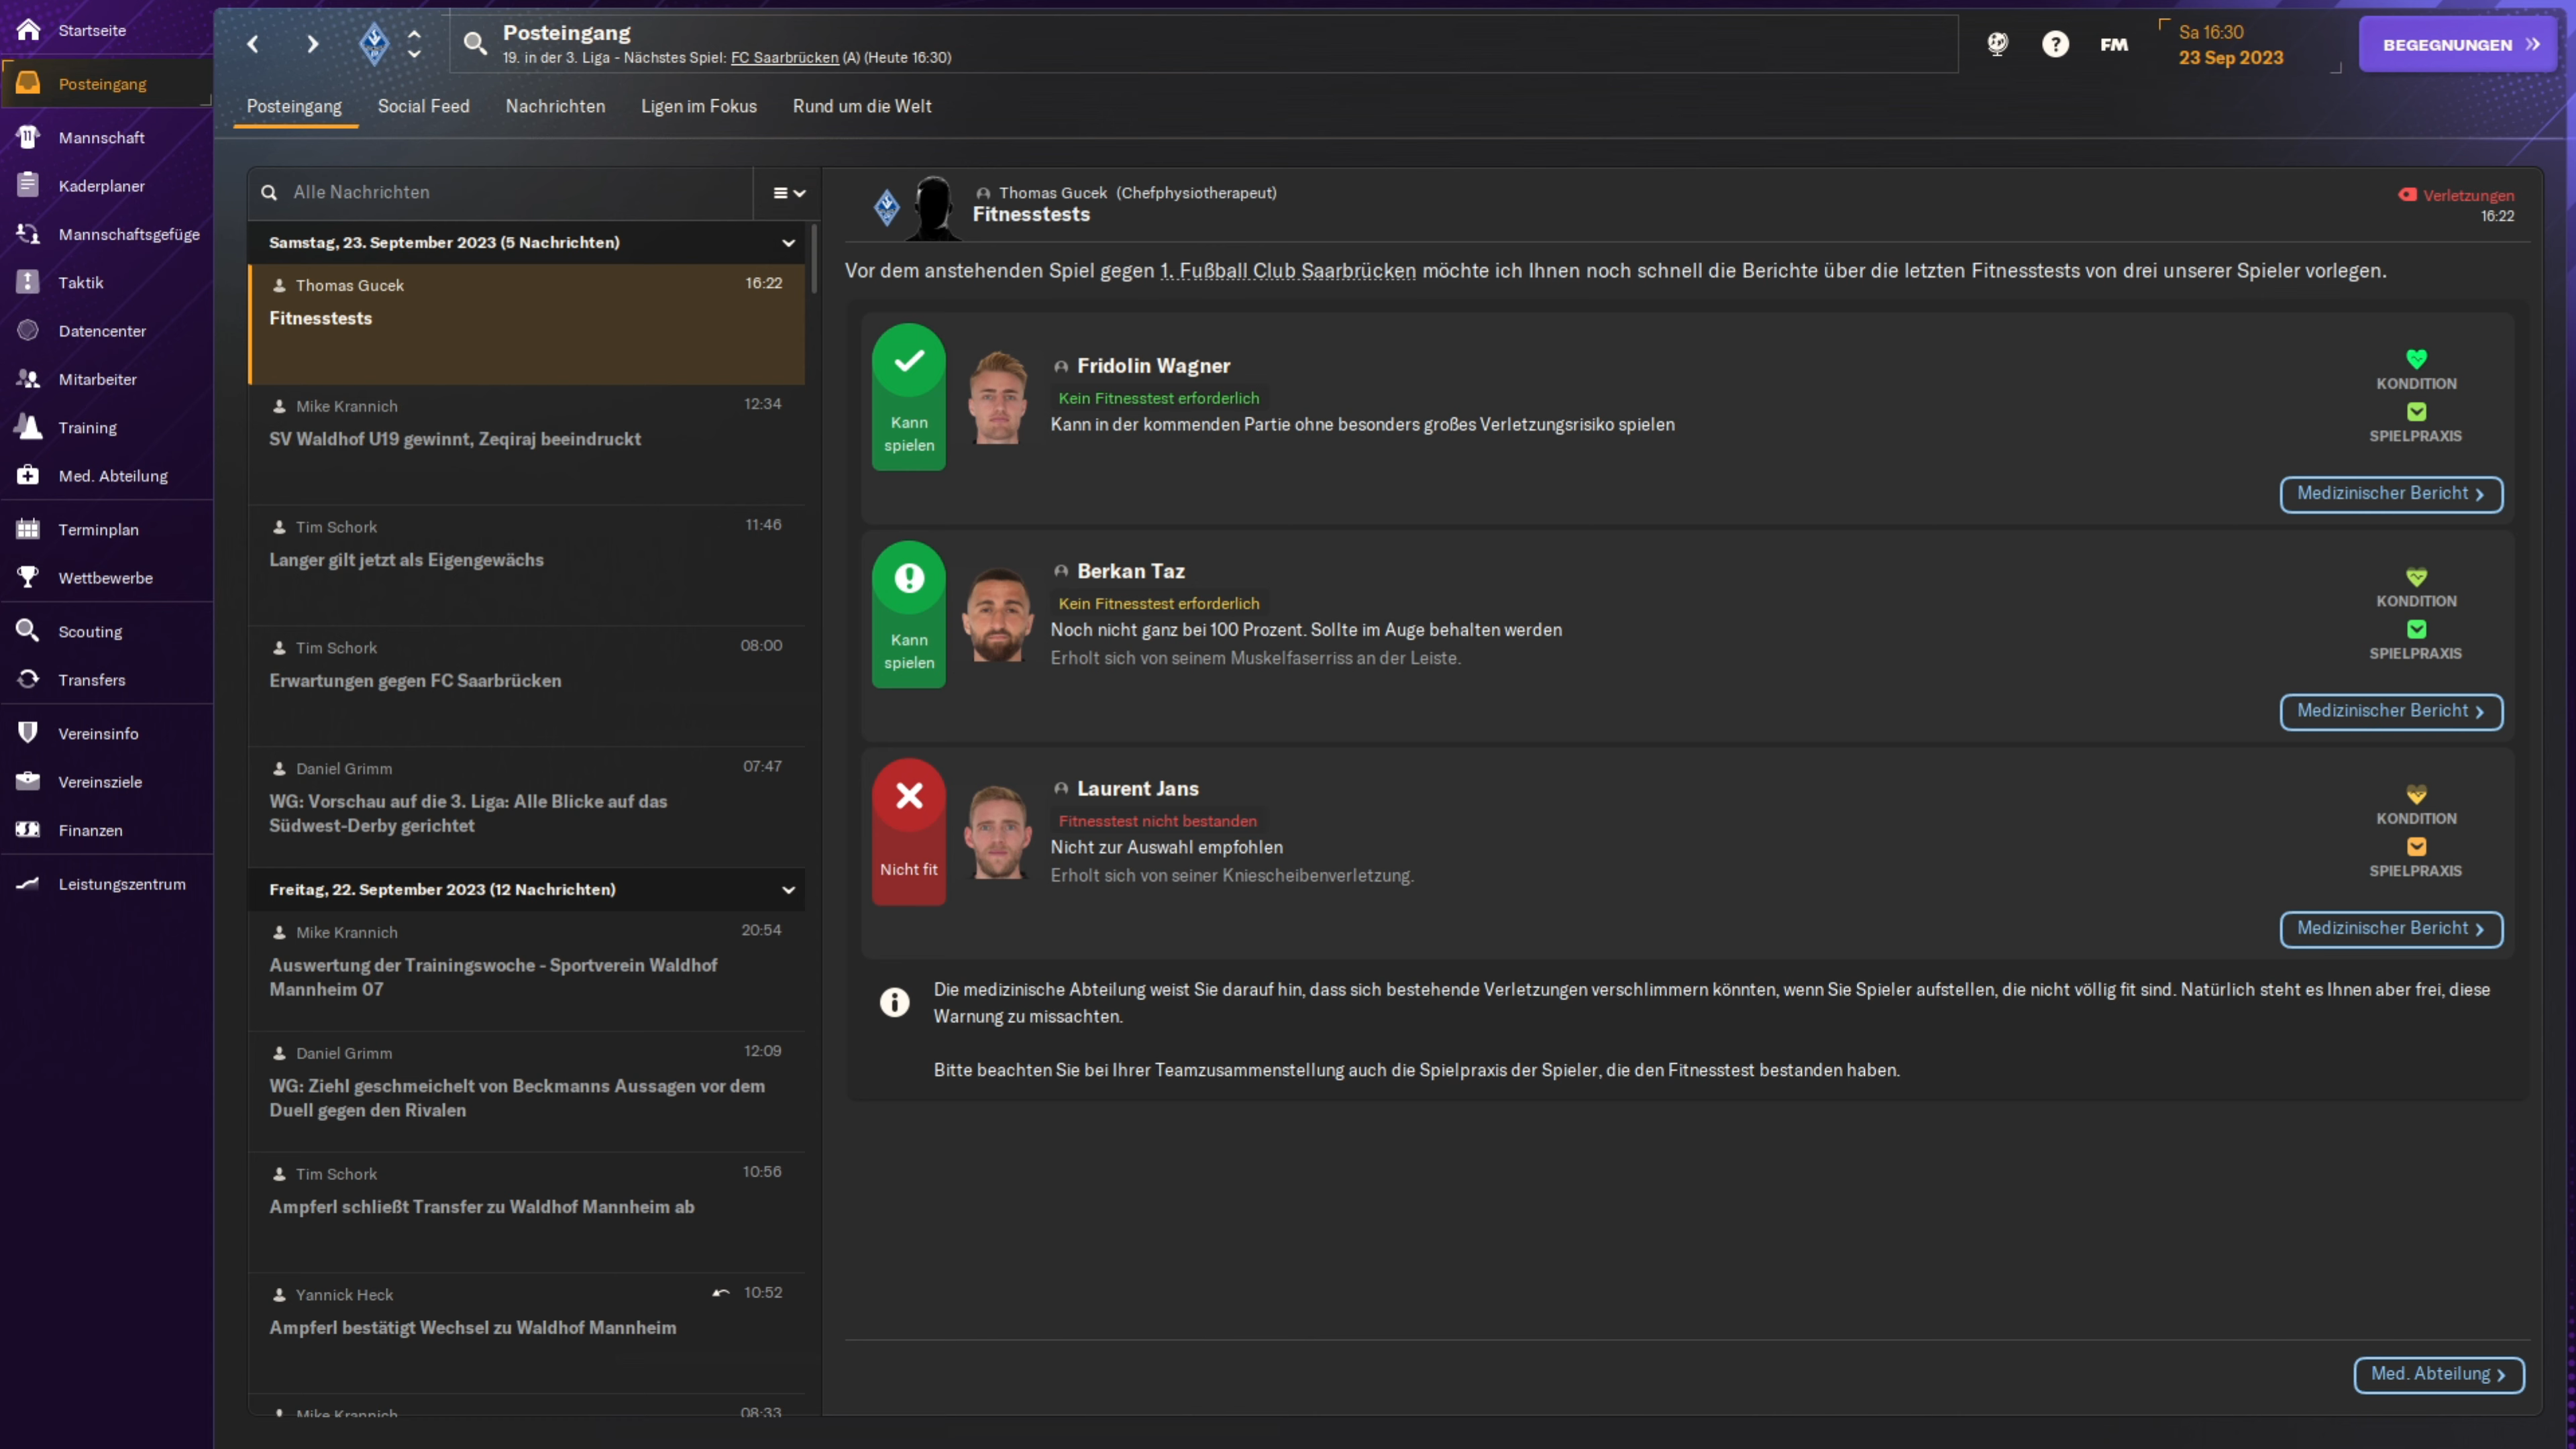 Startseite
Posteingang
Mannschaft
Kaderplaner
Mannschaftsgefüge
Taktik
Datencenter
Mitarbeiter
Training
Med. Abteilung
Terminplan
Wettbewerbe
Scouting
Transfers
Vereinsinfo
Vereinsziele
Finanzen
Leistungszentrum
Posteingang
19. in der 3. Liga - Nächstes Spiel: FC Saarbrücken (A) (Heute 16:30)
FM
Sa 16:30
23 Sep 2023
BEGEGNUNGEN
Posteingang Social Feed Nachrichten Ligen im Fokus Rund um die Welt
Alle Nachrichten
Samstag, 23. September 2023 (5 Nachrichten)
Thomas Gucek 16:22
Fitnesstests
Mike Krannich 12:34
SV Waldhof U19 gewinnt, Zeqiraj beeindruckt
Tim Schork 11:46
Langer gilt jetzt als Eigengewächs
Tim Schork 08:00
Erwartungen gegen FC Saarbrücken
Daniel Grimm 07:47
WG: Vorschau auf die 3. Liga: Alle Blicke auf das
Südwest-Derby gerichtet
Freitag, 22. September 2023 (12 Nachrichten)
Mike Krannich 20:54
Auswertung der Trainingswoche - Sportverein Waldhof
Mannheim 07
Daniel Grimm 12:09
WG: Ziehl geschmeichelt von Beckmanns Aussagen vor dem
Duell gegen den Rivalen
Tim Schork 10:56
Ampferl schließt Transfer zu Waldhof Mannheim ab
Yannick Heck 10:52
Ampferl bestätigt Wechsel zu Waldhof Mannheim
Mike Krannich 08:33
Thomas Gucek (Chefphysiotherapeut)
Fitnesstests
Verletzungen
16:22
Vor dem anstehenden Spiel gegen 1. Fußball Club Saarbrücken möchte ich Ihnen noch schnell die Berichte über die letzten Fitnesstests von drei unserer Spieler vorlegen.
Kann
spielen
Fridolin Wagner
Kein Fitnesstest erforderlich
Kann in der kommenden Partie ohne besonders großes Verletzungsrisiko spielen
KONDITION
SPIELPRAXIS
Medizinischer Bericht
Kann
spielen
Berkan Taz
Kein Fitnesstest erforderlich
Noch nicht ganz bei 100 Prozent. Sollte im Auge behalten werden
Erholt sich von seinem Muskelfaserriss an der Leiste.
KONDITION
SPIELPRAXIS
Medizinischer Bericht
Nicht fit
Laurent Jans
Fitnesstest nicht bestanden
Nicht zur Auswahl empfohlen
Erholt sich von seiner Kniescheibenverletzung.
KONDITION
SPIELPRAXIS
Medizinischer Bericht
Die medizinische Abteilung weist Sie darauf hin, dass sich bestehende Verletzungen verschlimmern könnten, wenn Sie Spieler aufstellen, die nicht völlig fit sind. Natürlich steht es Ihnen aber frei, diese
Warnung zu missachten.
Bitte beachten Sie bei Ihrer Teamzusammenstellung auch die Spielpraxis der Spieler, die den Fitnesstest bestanden haben.
Med. Abteilung